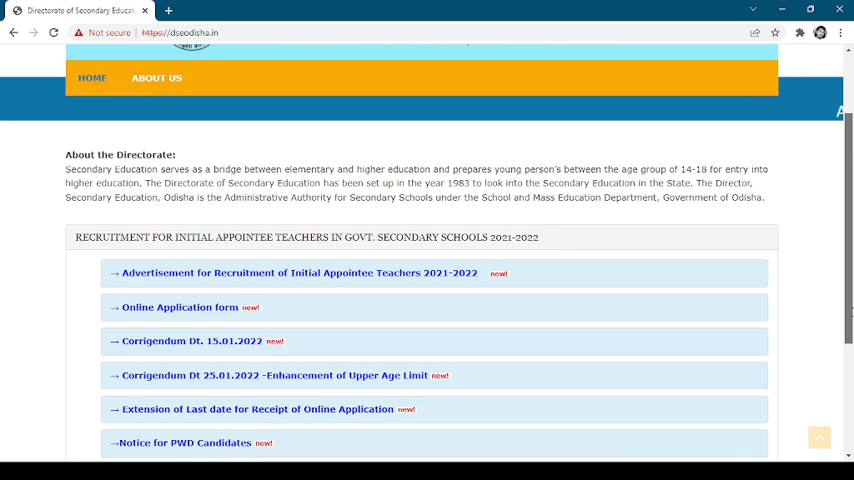 Directorate of Secondary Educat
Not secure
https://dseodisha.in
HOME
ABOUT US
A
About the Directorate:
Secondary Education serves as a bridge between elementary and higher education and prepares young person's between the age group of 14-18 for entry into
higher education. The Directorate of Secondary Education has been set up in the year 1983 to look into the Secondary Education in the State. The Director,
Secondary Education, Odisha is the Administrative Authority for Secondary Schools under the School and Mass Education Department, Government of Odisha.
RECRUITMENT FOR INITIAL APPOINTEE TEACHERS IN GOVT. SECONDARY SCHOOLS 2021-2022
→ Advertisement for Recruitment of Initial Appointee Teachers 2021-2022 new!
→ Online Application form new!
→ Corrigendum Dt. 15.01.2022 new!
→ Corrigendum Dt 25.01.2022 -Enhancement of Upper Age Limit new!
→ Extension of Last date for Receipt of Online Application new!
→Notice for PWD Candidates new!